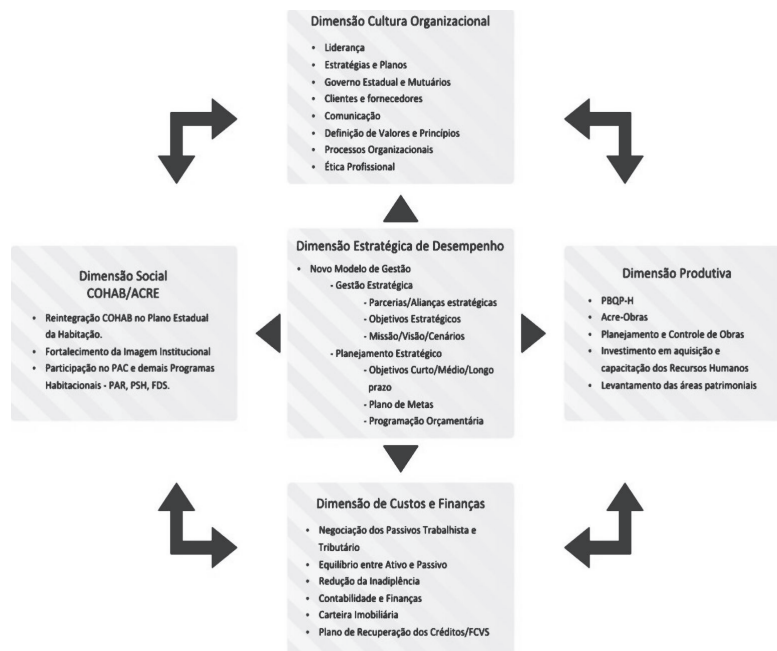 Dimensão Cultura Organizacional
• Liderança
• Estratégias e Planos
• Governo Estadual e Mutuários
• Clientes e fornecedores
• Comunicação
• Definição de Valores e Princípios
• Processos Organizacionais
• Ética Profissional
Dimensão Social
COHAB/ACRE
• Reintegração COHAB no Plano Estadual
da Habitação.
• Fortalecimento da Imagem Institucional
• Participação no PAC e demais Programas
Habitacionais - PAR, PSH, FDS.
Dimensão Estratégica de Desempenho
• Novo Modelo de Gestão
- Gestão Estratégica
- Parcerias/Alianças estratégicas
- Objetivos Estratégicos
- Missão/Visão/Cenários
- Planejamento Estratégico
- Objetivos Curto/Médio/Longo
prazo
- Plano de Metas
- Programação Orçamentária
Dimensão Produtiva
• PBQP-H
• Acre-Obras
• Planejamento e Controle de Obras
• Investimento em aquisição e
capacitação dos Recursos Humanos
• Levantamento das áreas patrimoniais
Dimensão de Custos e Finanças
• Negociação dos Passivos Trabalhista e
Tributário
• Equilíbrio entre Ativo e Passivo
• Redução da Inadiplência
• Contabilidade e Finanças
• Carteira Imobiliária
• Plano de Recuperação dos Créditos/FCVS